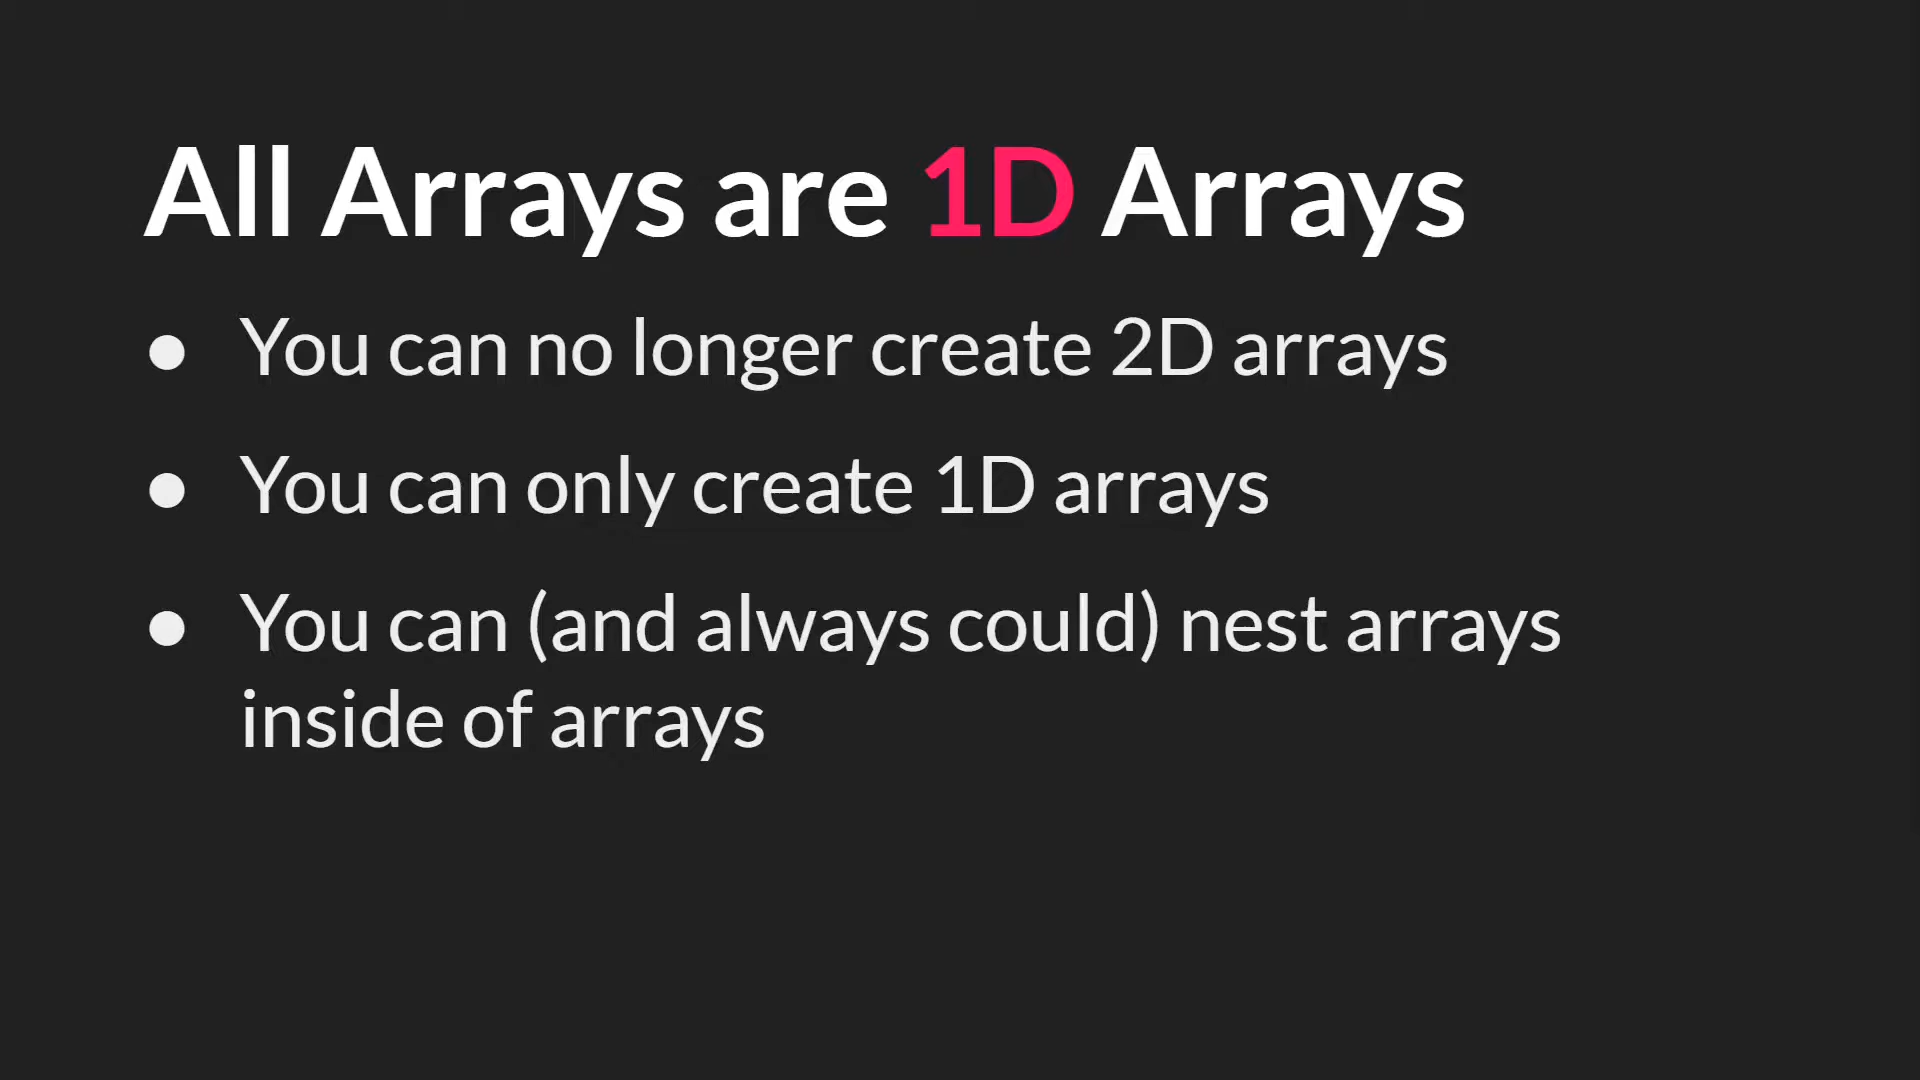 All Arrays are 1D Arrays
● You can no longer create 2D arrays
● You can only create 1D arrays
● You can (and always could) nest arrays
inside of arrays